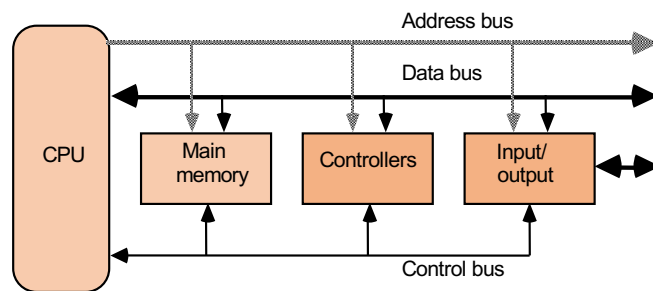 Address bus
Data bus
CPU
Main
memory
Controllers
Input/
output
Control bus